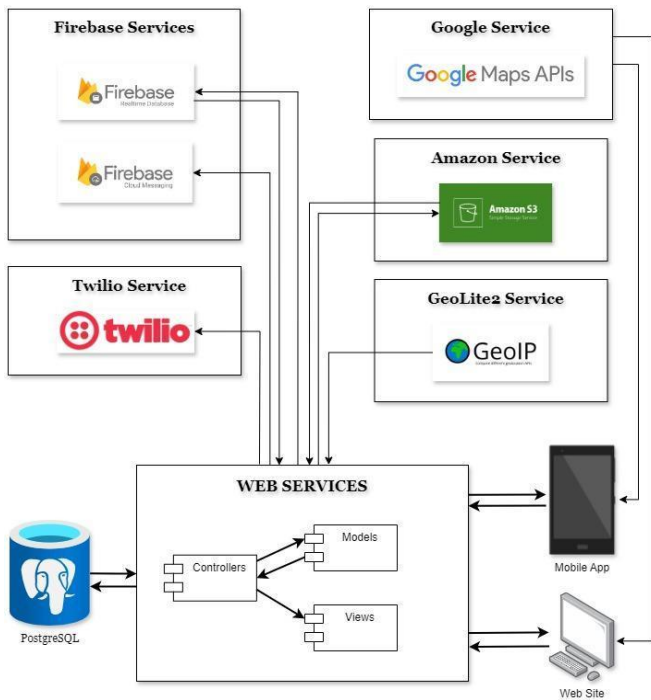 Firebase Services
Firebase
Realtime Database
Firebase
Cloud Messaging
Google Service
Google Maps APIs
Amazon Service
Amazon S3
Simple Storage Service
Twilio Service
twilio
GeoLite2 Service
GeoIP
WEB SERVICES
Controllers
Models
Views
PostgreSQL
Mobile App
Web Site